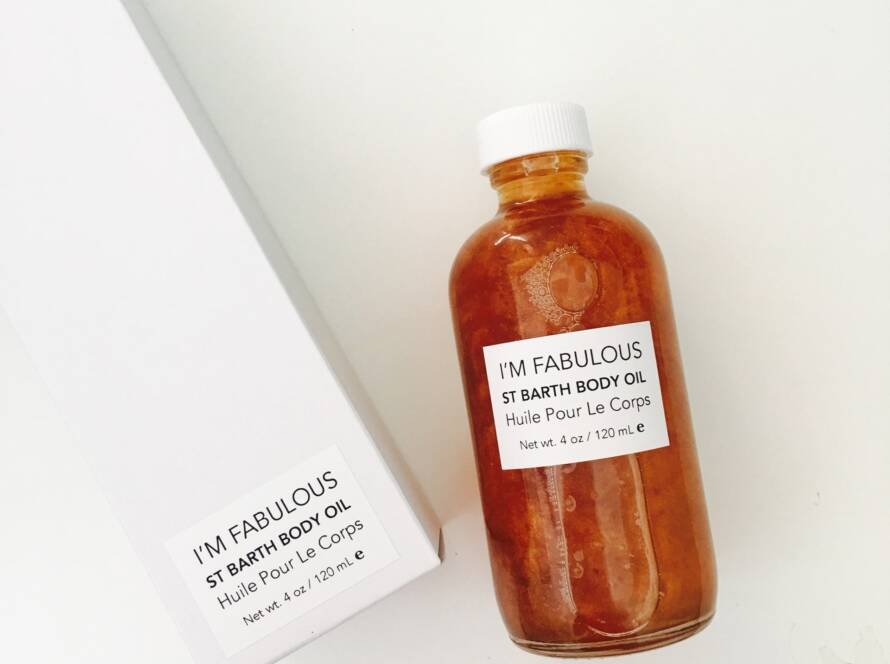 I'M FABULOUS
ST BARTH BODY OIL
Huile Pour Le Corps
Net wt. 4 oz / 120 mL e
I'M FABULOUS
ST BARTH BODY OIL
Huile Pour Le Corps
Net wt. 4 oz / 120 mL e